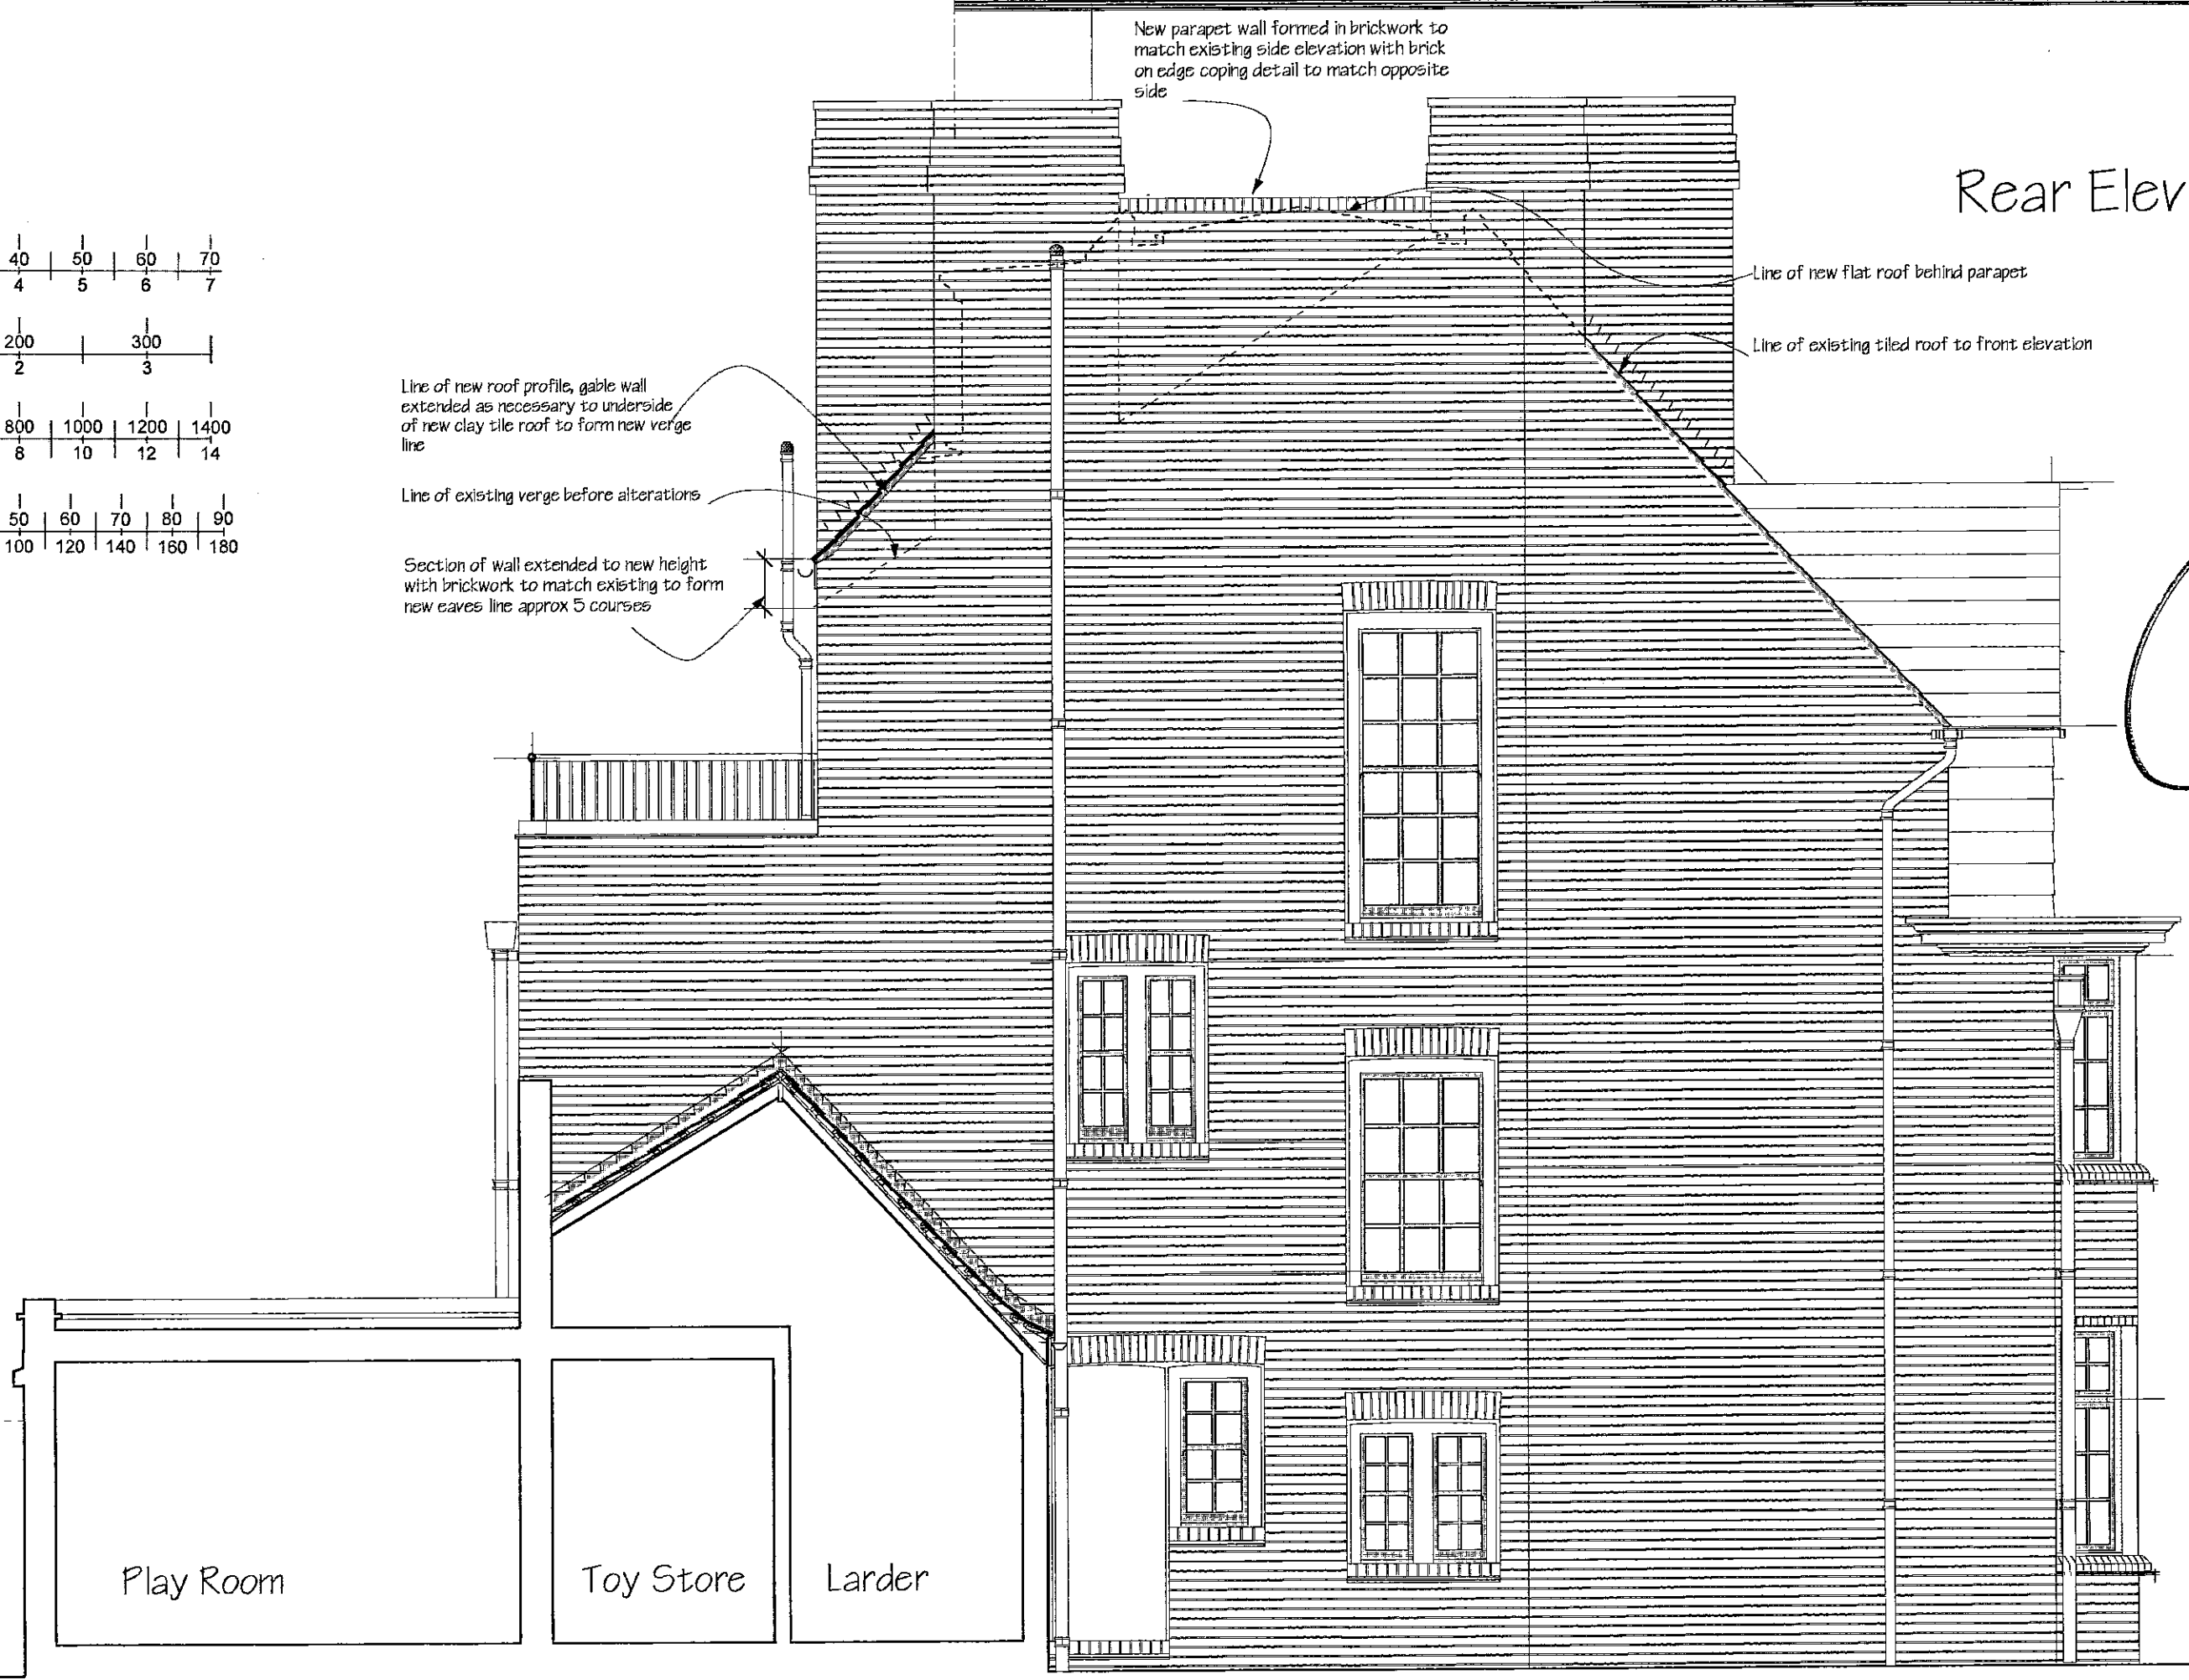 New parapet wall formed in brickwork to
match existing side elevation with brick
on edge coping detail to match opposite
side
Rear Elev
40 50 60 70
4 5 6 7
200 300
2 3
800 1000 1200 1400
8 10 12 14
50 60 70 80 90
100 120 140 160 180
Line of new flat roof behind parapet
Line of existing tiled roof to front elevation
Line of new roof profile, gable wall
extended as necessary to underside
of new clay tile roof to form new verge
line
Line of existing verge before alterations
Section of wall extended to new height
with brickwork to match existing to form
new eaves line approx 5 courses
Play Room
Toy Store
Larder